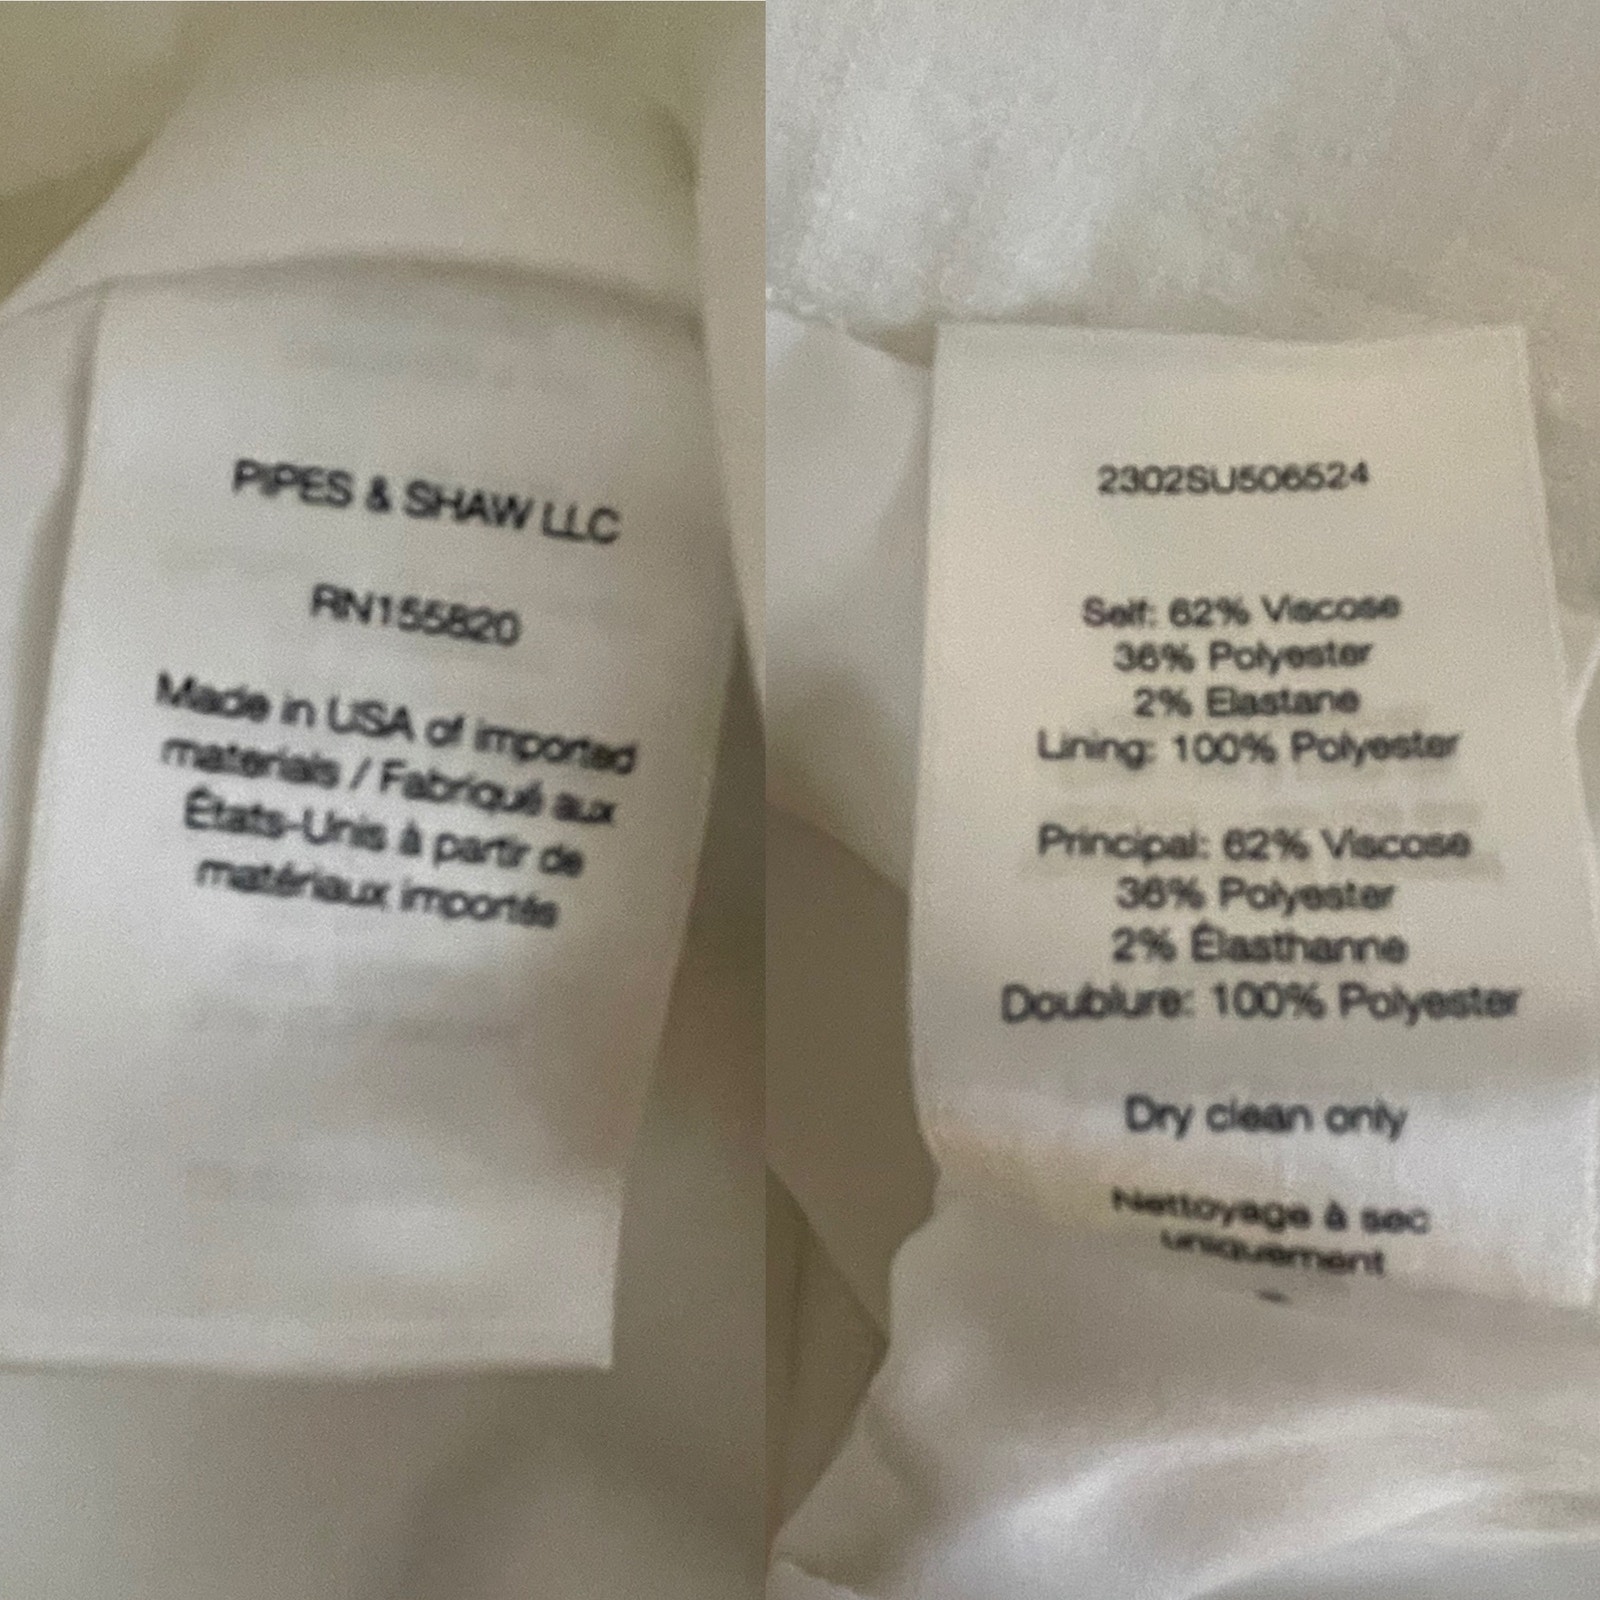 PIPES & SHAW LLC
RN155820
Made in USA of imported
materials / Fabriqué aux
États-Unis à partir de
matériaux importés
2302SU506524
Self: 62% Viscose
36% Polyester
2% Elastane
Lining: 100% Polyester
Principal: 62% Viscose
36% Polyester
2% Élasthanne
Doublure: 100% Polyester
Dry clean only
Nettoyage à sec
uniquement